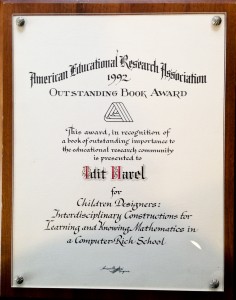 American Educational Research Association
1992
OUTSTANDING BOOK AWARD
This award, in recognition of
a book of outstanding importance to
the educational research community
is presented to
Idit Harel
for
Children Designers:
Interdisciplinary Constructions for
Learning and Knowing Mathematics in
a Computer-Rich School